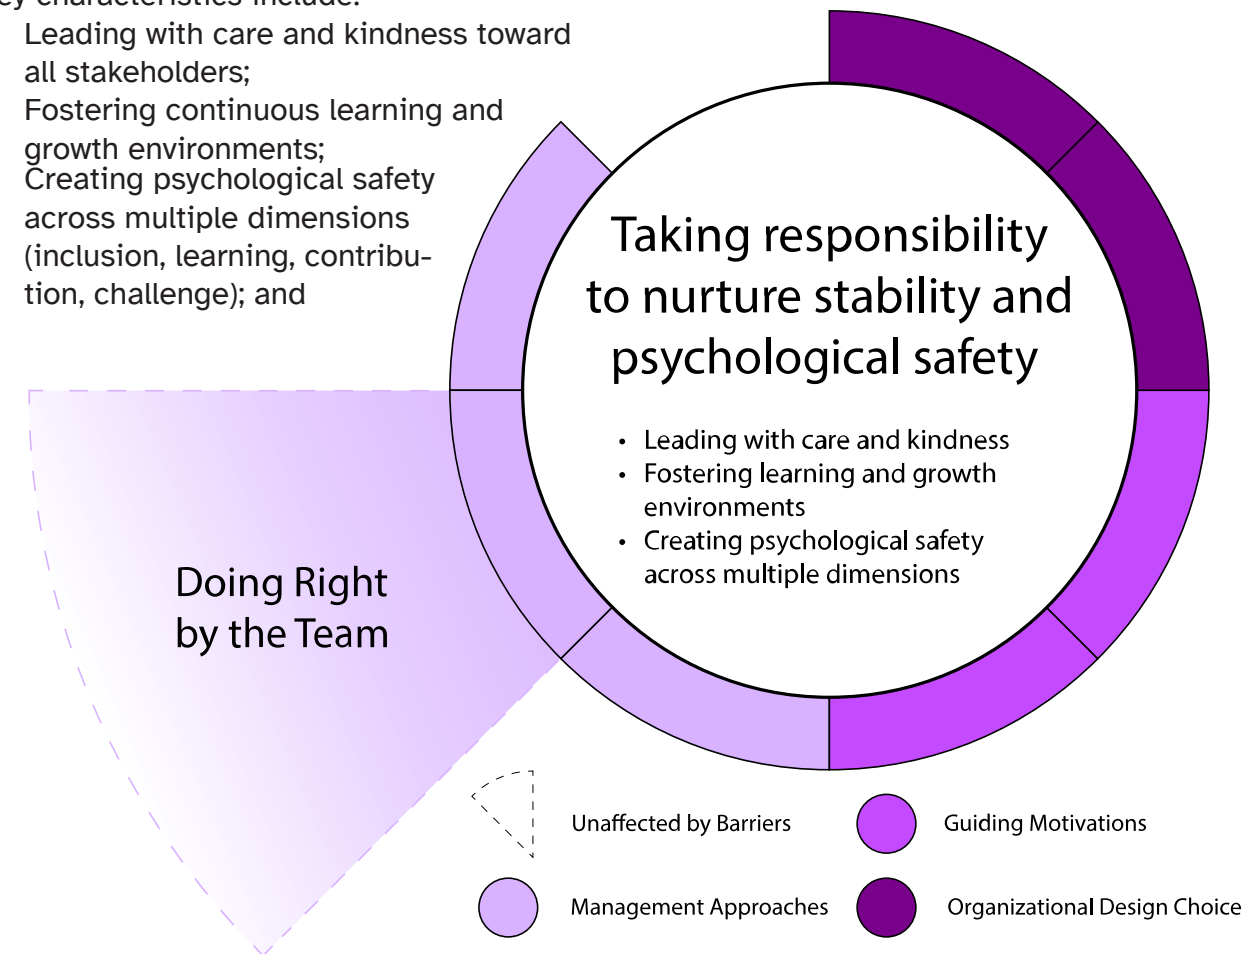 characteristics include:
Leading with care and kindness toward
all stakeholders;
Fostering continuous learning and
growth environments;
Creating psychological safety
across multiple dimensions
(inclusion, learning, contribu-
tion, challenge); and
Taking responsibility
to nurture stability and
psychological safety
• Leading with care and kindness
• Fostering learning and growth
environments
• Creating psychological safety
across multiple dimensions
Doing Right
by the Team
Unaffected by Barriers
Guiding Motivations
Management Approaches
Organizational Design Choice